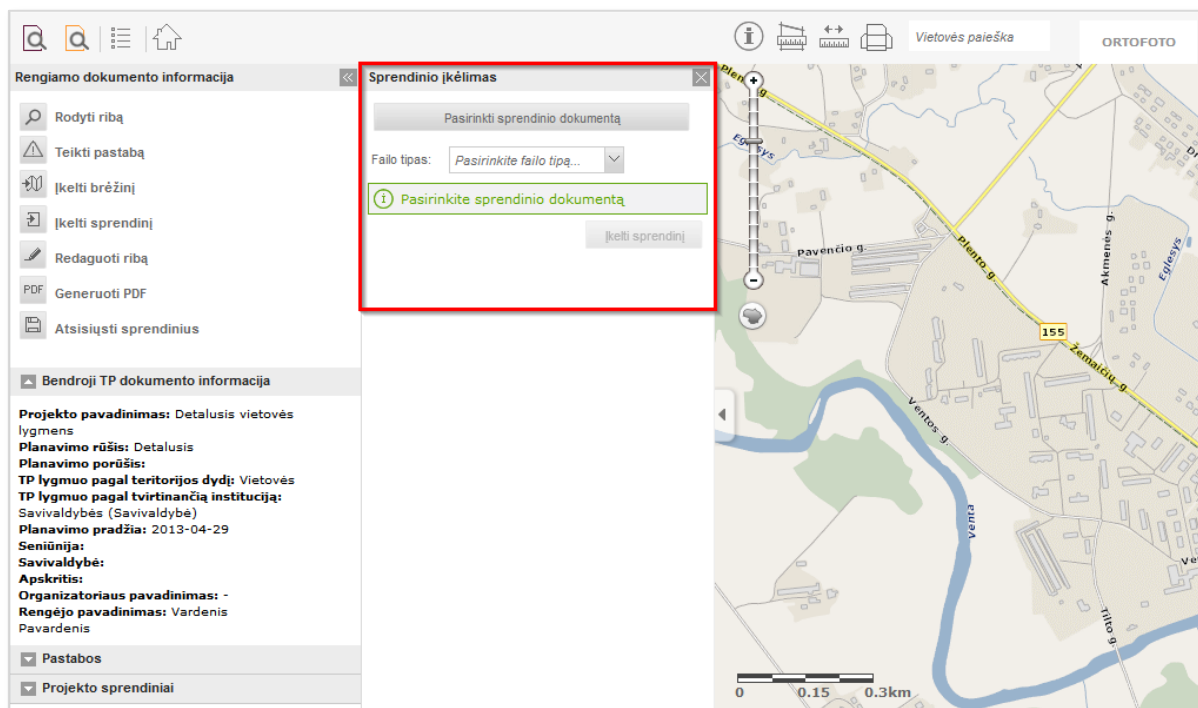 Vietovės paieška
ORTOFOTO
Rengiamo dokumento informacija
Rodyti ribą
Teikti pastabą
Įkelti brėžinį
Įkelti sprendinį
Redaguoti ribą
PDF Generuoti PDF
Atsisiųsti sprendinius
Bendroji TP dokumento informacija
Projekto pavadinimas: Detalusis vietovės
lygmens
Planavimo rūšis: Detalusis
Planavimo porūšis:
TP lygmuo pagal teritorijos dydį: Vietovės
TP lygmuo pagal tvirtinančią instituciją:
Savivaldybės (Savivaldybė)
Planavimo pradžia: 2013-04-29
Seniūnija:
Savivaldybė:
Apskritis:
Organizatoriaus pavadinimas: -
Rengėjo pavadinimas: Vardenis
Pavardenis
Pastabos
Projekto sprendiniai
Sprendinio įkėlimas
Pasirinkti sprendinio dokumentą
Failo tipas: Pasirinkite failo tipą...
Pasirinkite sprendinio dokumentą
Įkelti sprendinį
Plento g.
Eglesys
Pavenčio g.
Plento g.
Akmenės g.
Eglesys
155
Žemaičių g.
Ventos g.
Venta
Tilto g.
0 0.15 0.3km